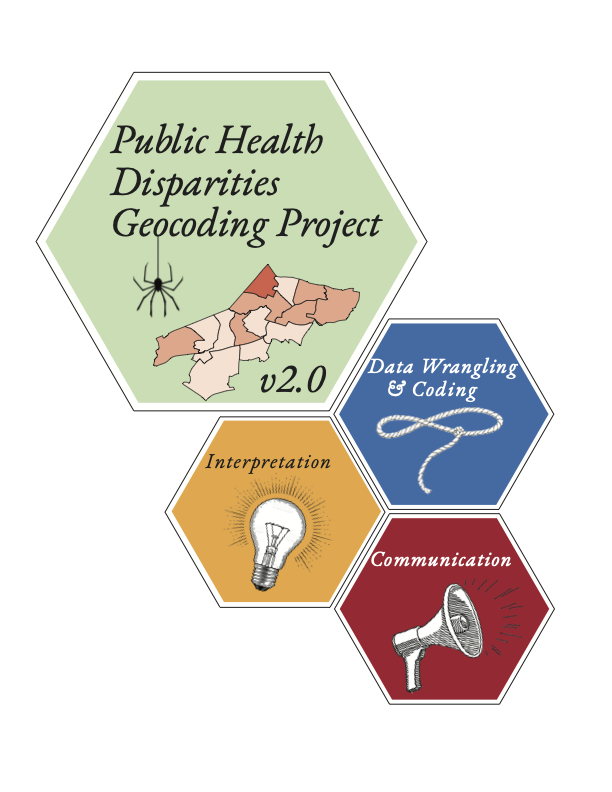 Public Health
Disparities
Geocoding Project
v2.0
Data Wrangling
& Coding
Interpretation
Communication